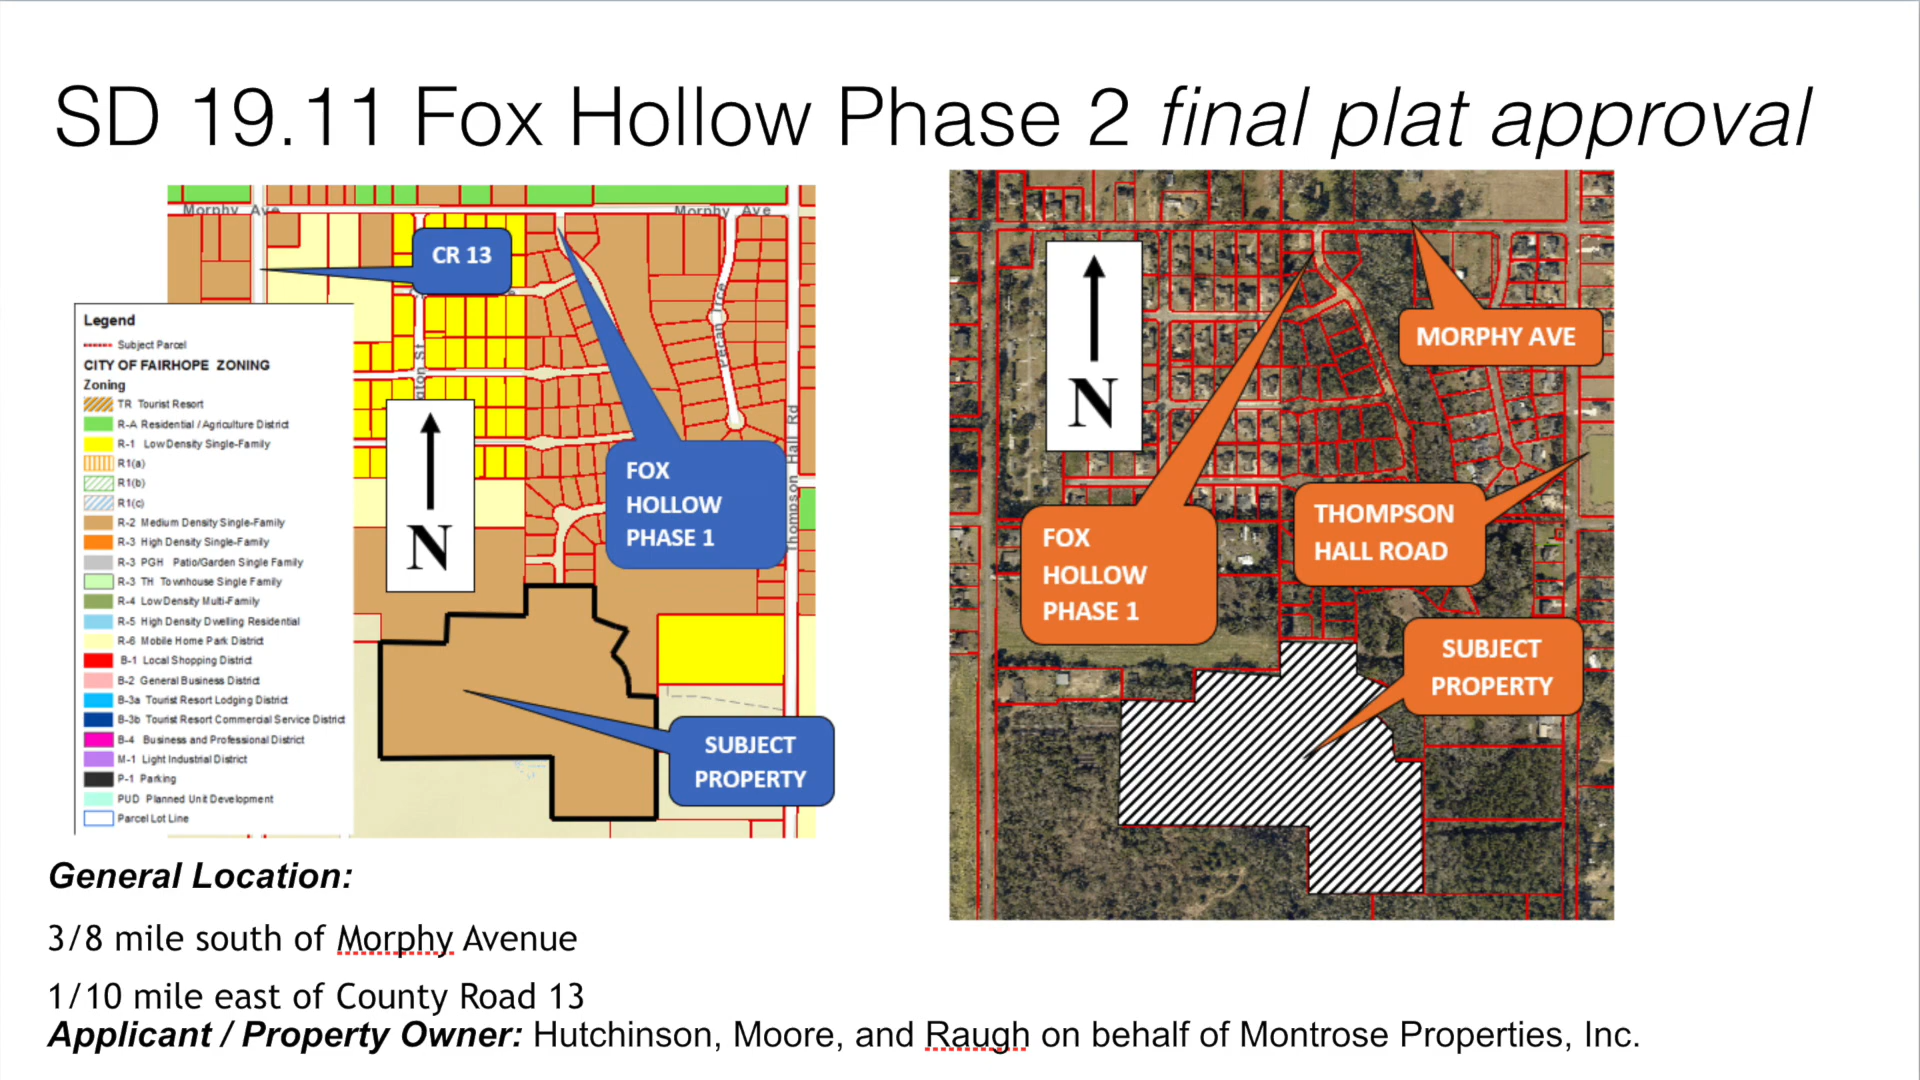 SD 19.11 Fox Hollow Phase 2 final plat approval
Morphy Ave
Morphy Ave
CR 13
Pecan Trce
Thompson Hall Rd
FOX
HOLLOW
PHASE 1
N
SUBJECT
PROPERTY
Legend
Subject Parcel
CITY OF FAIRHOPE ZONING
Zoning
TR Tourist Resort
R-A Residential / Agriculture District
R-1 Low Density Single-Family
R1(a)
R1(b)
R1(c)
R-2 Medium Density Single-Family
R-3 High Density Single-Family
R-3 PGH Patio/Garden Single Family
R-3 TH Townhouse Single Family
R-4 Low Density Multi-Family
R-5 High Density Dwelling Residential
R-6 Mobile Home Park District
B-1 Local Shopping District
B-2 General Business District
B-3a Tourist Resort Lodging District
B-3b Tourist Resort Commercial Service District
B-4 Business and Professional District
M-1 Light Industrial District
P-1 Parking
PUD Planned Unit Development
Parcel Lot Line
N
MORPHY AVE
FOX
HOLLOW
PHASE 1
THOMPSON
HALL ROAD
SUBJECT
PROPERTY
General Location:
3/8 mile south of Morphy Avenue
1/10 mile east of County Road 13
Applicant / Property Owner: Hutchinson, Moore, and Raugh on behalf of Montrose Properties, Inc.